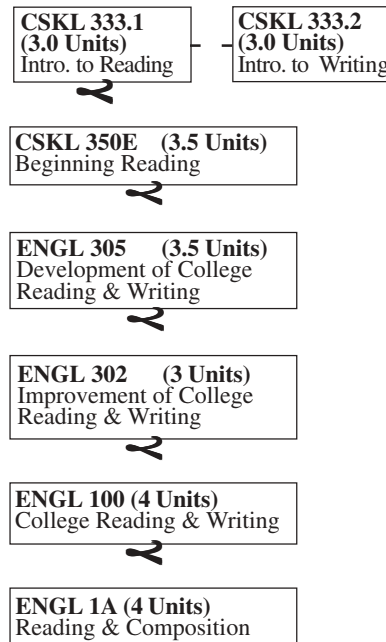 CSKL 333.1
(3.0 Units)
Intro. to Reading
CSKL 333.2
(3.0 Units)
Intro. to Writing
CSKL 350E (3.5 Units)
Beginning Reading
ENGL 305 (3.5 Units)
Development of College
Reading & Writing
ENGL 302 (3 Units)
Improvement of College
Reading & Writing
ENGL 100 (4 Units)
College Reading & Writing
ENGL 1A (4 Units)
Reading & Composition